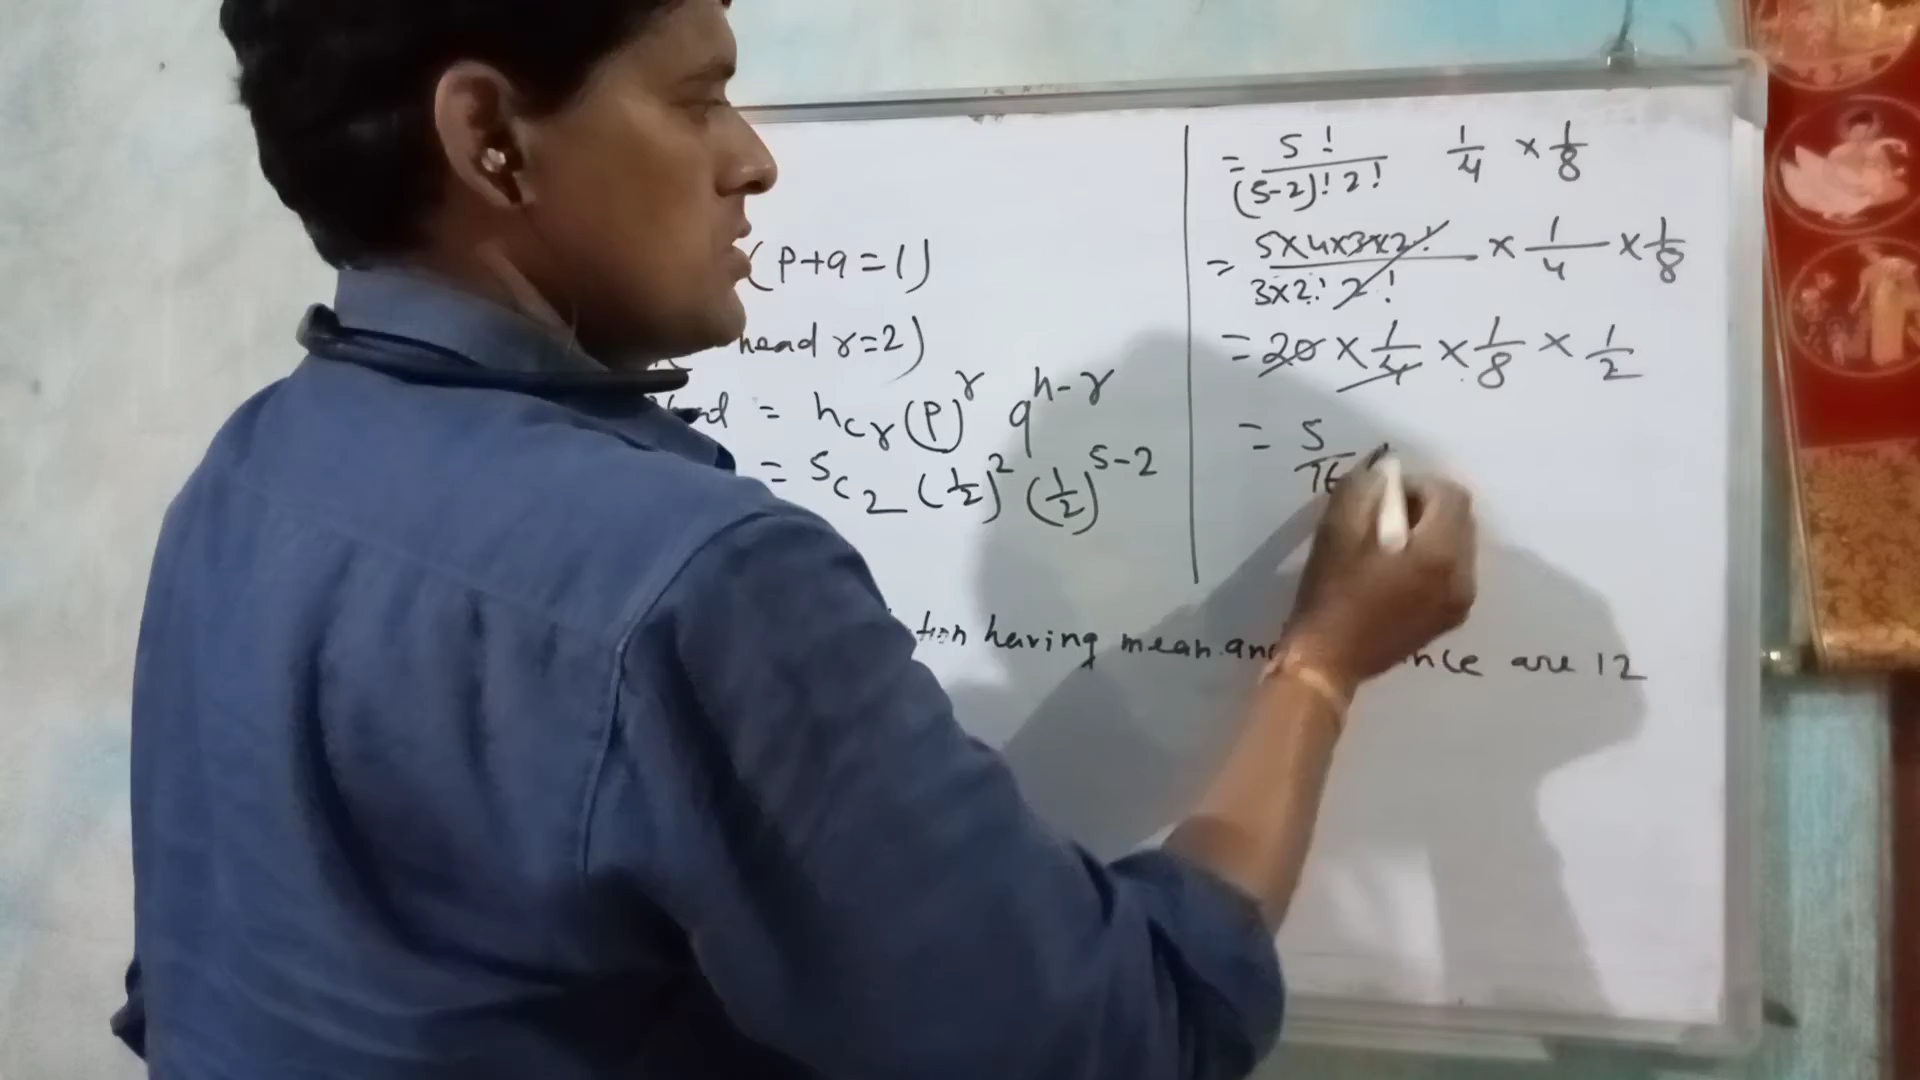 (p+q=1)
head r=2)
= ncr (p)^r q^n-r
= 5c2 (1/2)^2 (1/2)^5-2
= 5!/(5-2)!2! 1/4 × 1/8
= 5×4×3×2!/3×2!2! × 1/4 × 1/8
= 20 × 1/4 × 1/8 × 1/2
= 5/16
having mean and are 12